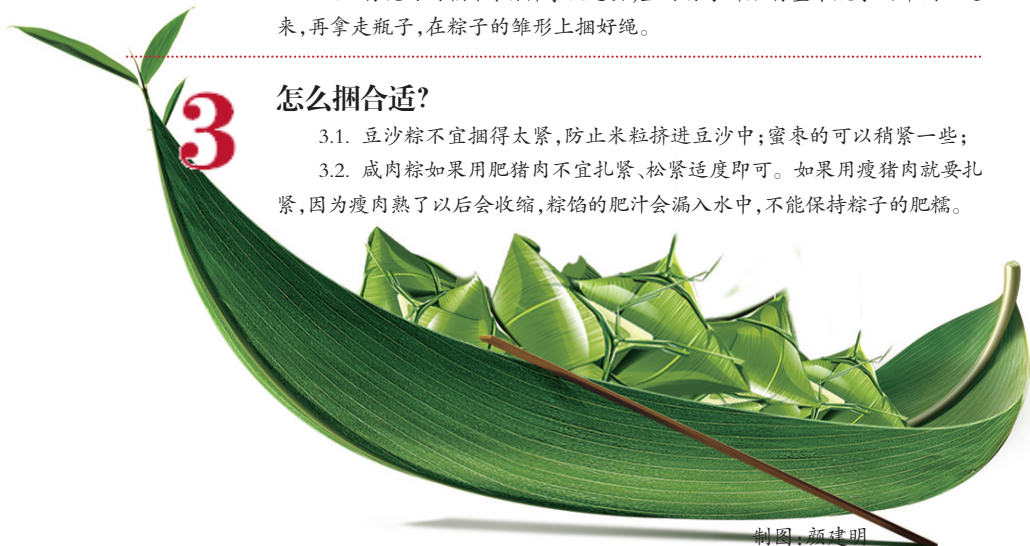 来,再拿走瓶子,在粽子的雏形上捆好绳。
3
怎么捆合适?
3.1. 豆沙粽不宜捆得太紧,防止米粒挤进豆沙中;蜜枣的可以稍紧一些;
3.2. 咸肉粽如果用肥猪肉不宜扎紧、松紧适度即可。如果用瘦猪肉就要扎
紧,因为瘦肉熟了以后会收缩,粽馅的肥汁会漏入水中,不能保持粽子的肥糯。
制图:颜建明